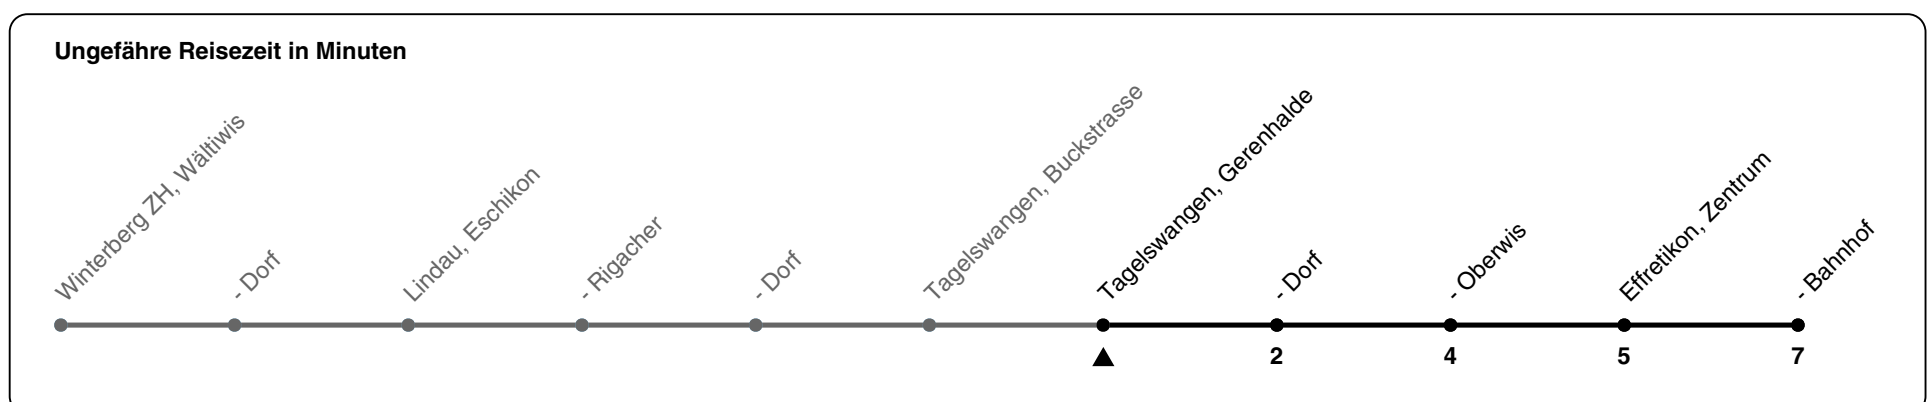 Ungefähre Reisezeit in Minuten
Winterberg ZH, Wältiwis
- Dorf
Lindau, Eschikon
- Rigacher
- Dorf
Tagelswangen, Buckstrasse
Tagelswangen, Gerenhalde
- Dorf
- Oberwis
Effretikon, Zentrum
- Bahnhof
2 4 5 7